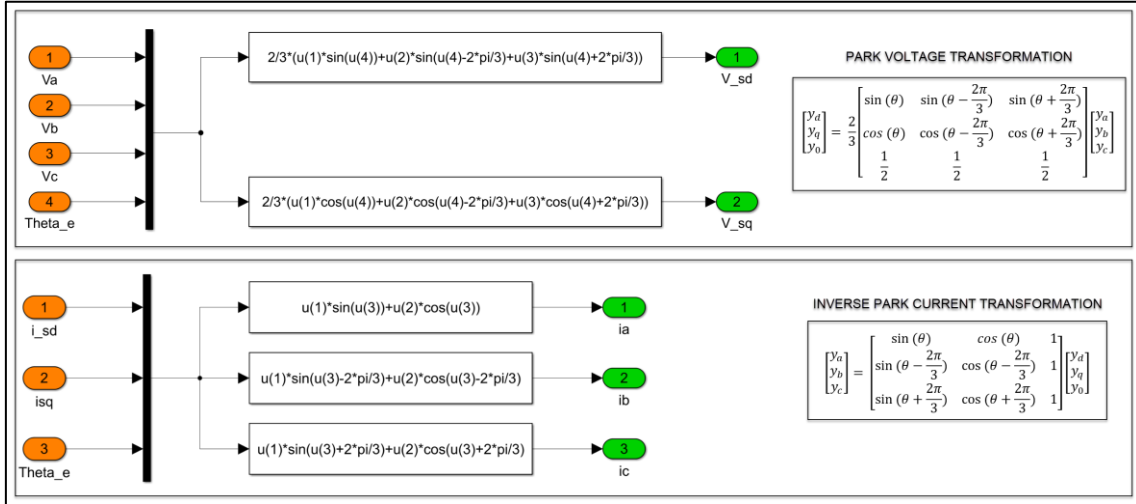 1
Va
2
Vb
3
Vc
4
Theta_e
2/3*(u(1)*sin(u(4))+u(2)*sin(u(4)-2*pi/3)+u(3)*sin(u(4)+2*pi/3))
1
V_sd
2/3*(u(1)*cos(u(4))+u(2)*cos(u(4)-2*pi/3)+u(3)*cos(u(4)+2*pi/3))
2
V_sq
PARK VOLTAGE TRANSFORMATION
[y_d y_q y_0] = 2/3 [sin (θ) sin (θ − 2π/3) sin (θ + 2π/3)
cos (θ) cos (θ − 2π/3) cos (θ + 2π/3)
1/2 1/2 1/2] [y_a y_b y_c]
1
i_sd
2
isq
3
Theta_e
u(1)*sin(u(3))+u(2)*cos(u(3))
1
ia
u(1)*sin(u(3)-2*pi/3)+u(2)*cos(u(3)-2*pi/3)
2
ib
u(1)*sin(u(3)+2*pi/3)+u(2)*cos(u(3)+2*pi/3)
3
ic
INVERSE PARK CURRENT TRANSFORMATION
[y_a y_b y_c] = [sin (θ) cos (θ) 1
sin (θ − 2π/3) cos (θ − 2π/3) 1
sin (θ + 2π/3) cos (θ + 2π/3) 1] [y_d y_q y_0]